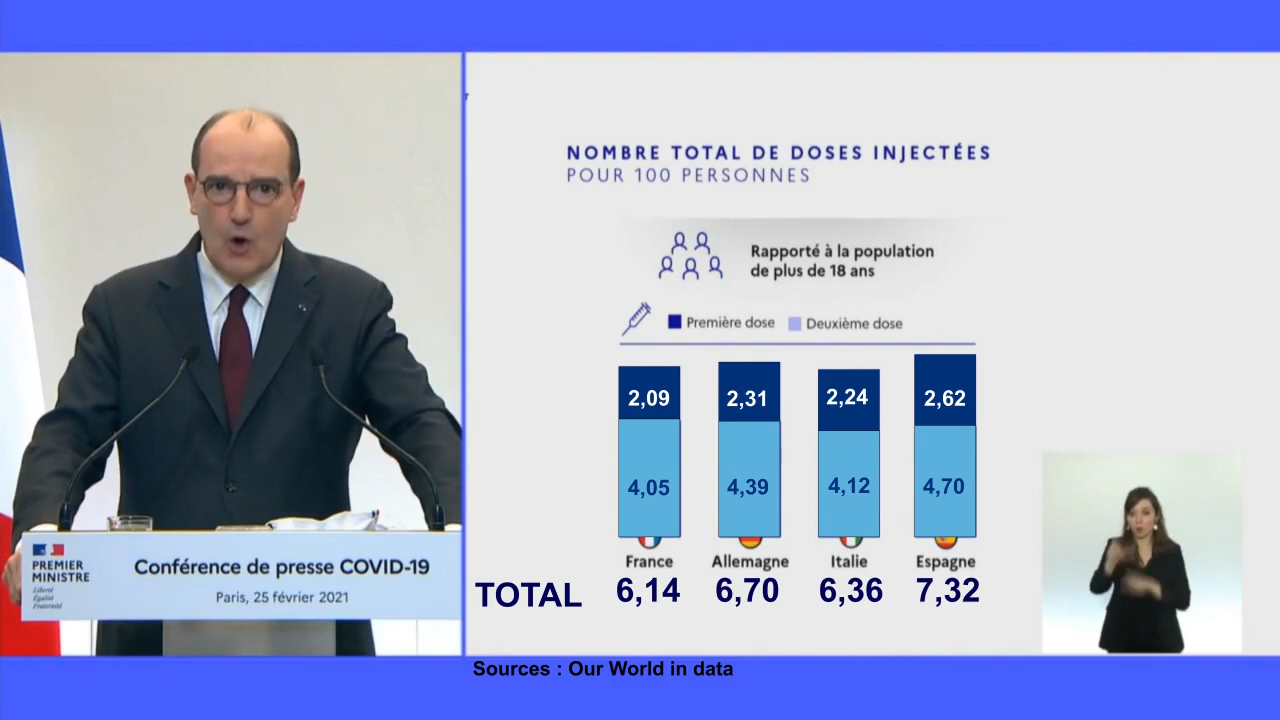 NOMBRE TOTAL DE DOSES INJECTÉES
POUR 100 PERSONNES
Rapporté à la population
de plus de 18 ans
Première dose
Deuxième dose
2,09
2,31
2,24
2,62
4,05
4,39
4,12
4,70
France
Allemagne
Italie
Espagne
TOTAL
6,14
6,70
6,36
7,32
PREMIER
MINISTRE
Liberté
Égalité
Fraternité
Conférence de presse COVID-19
Paris, 25 février 2021
Sources : Our World in data